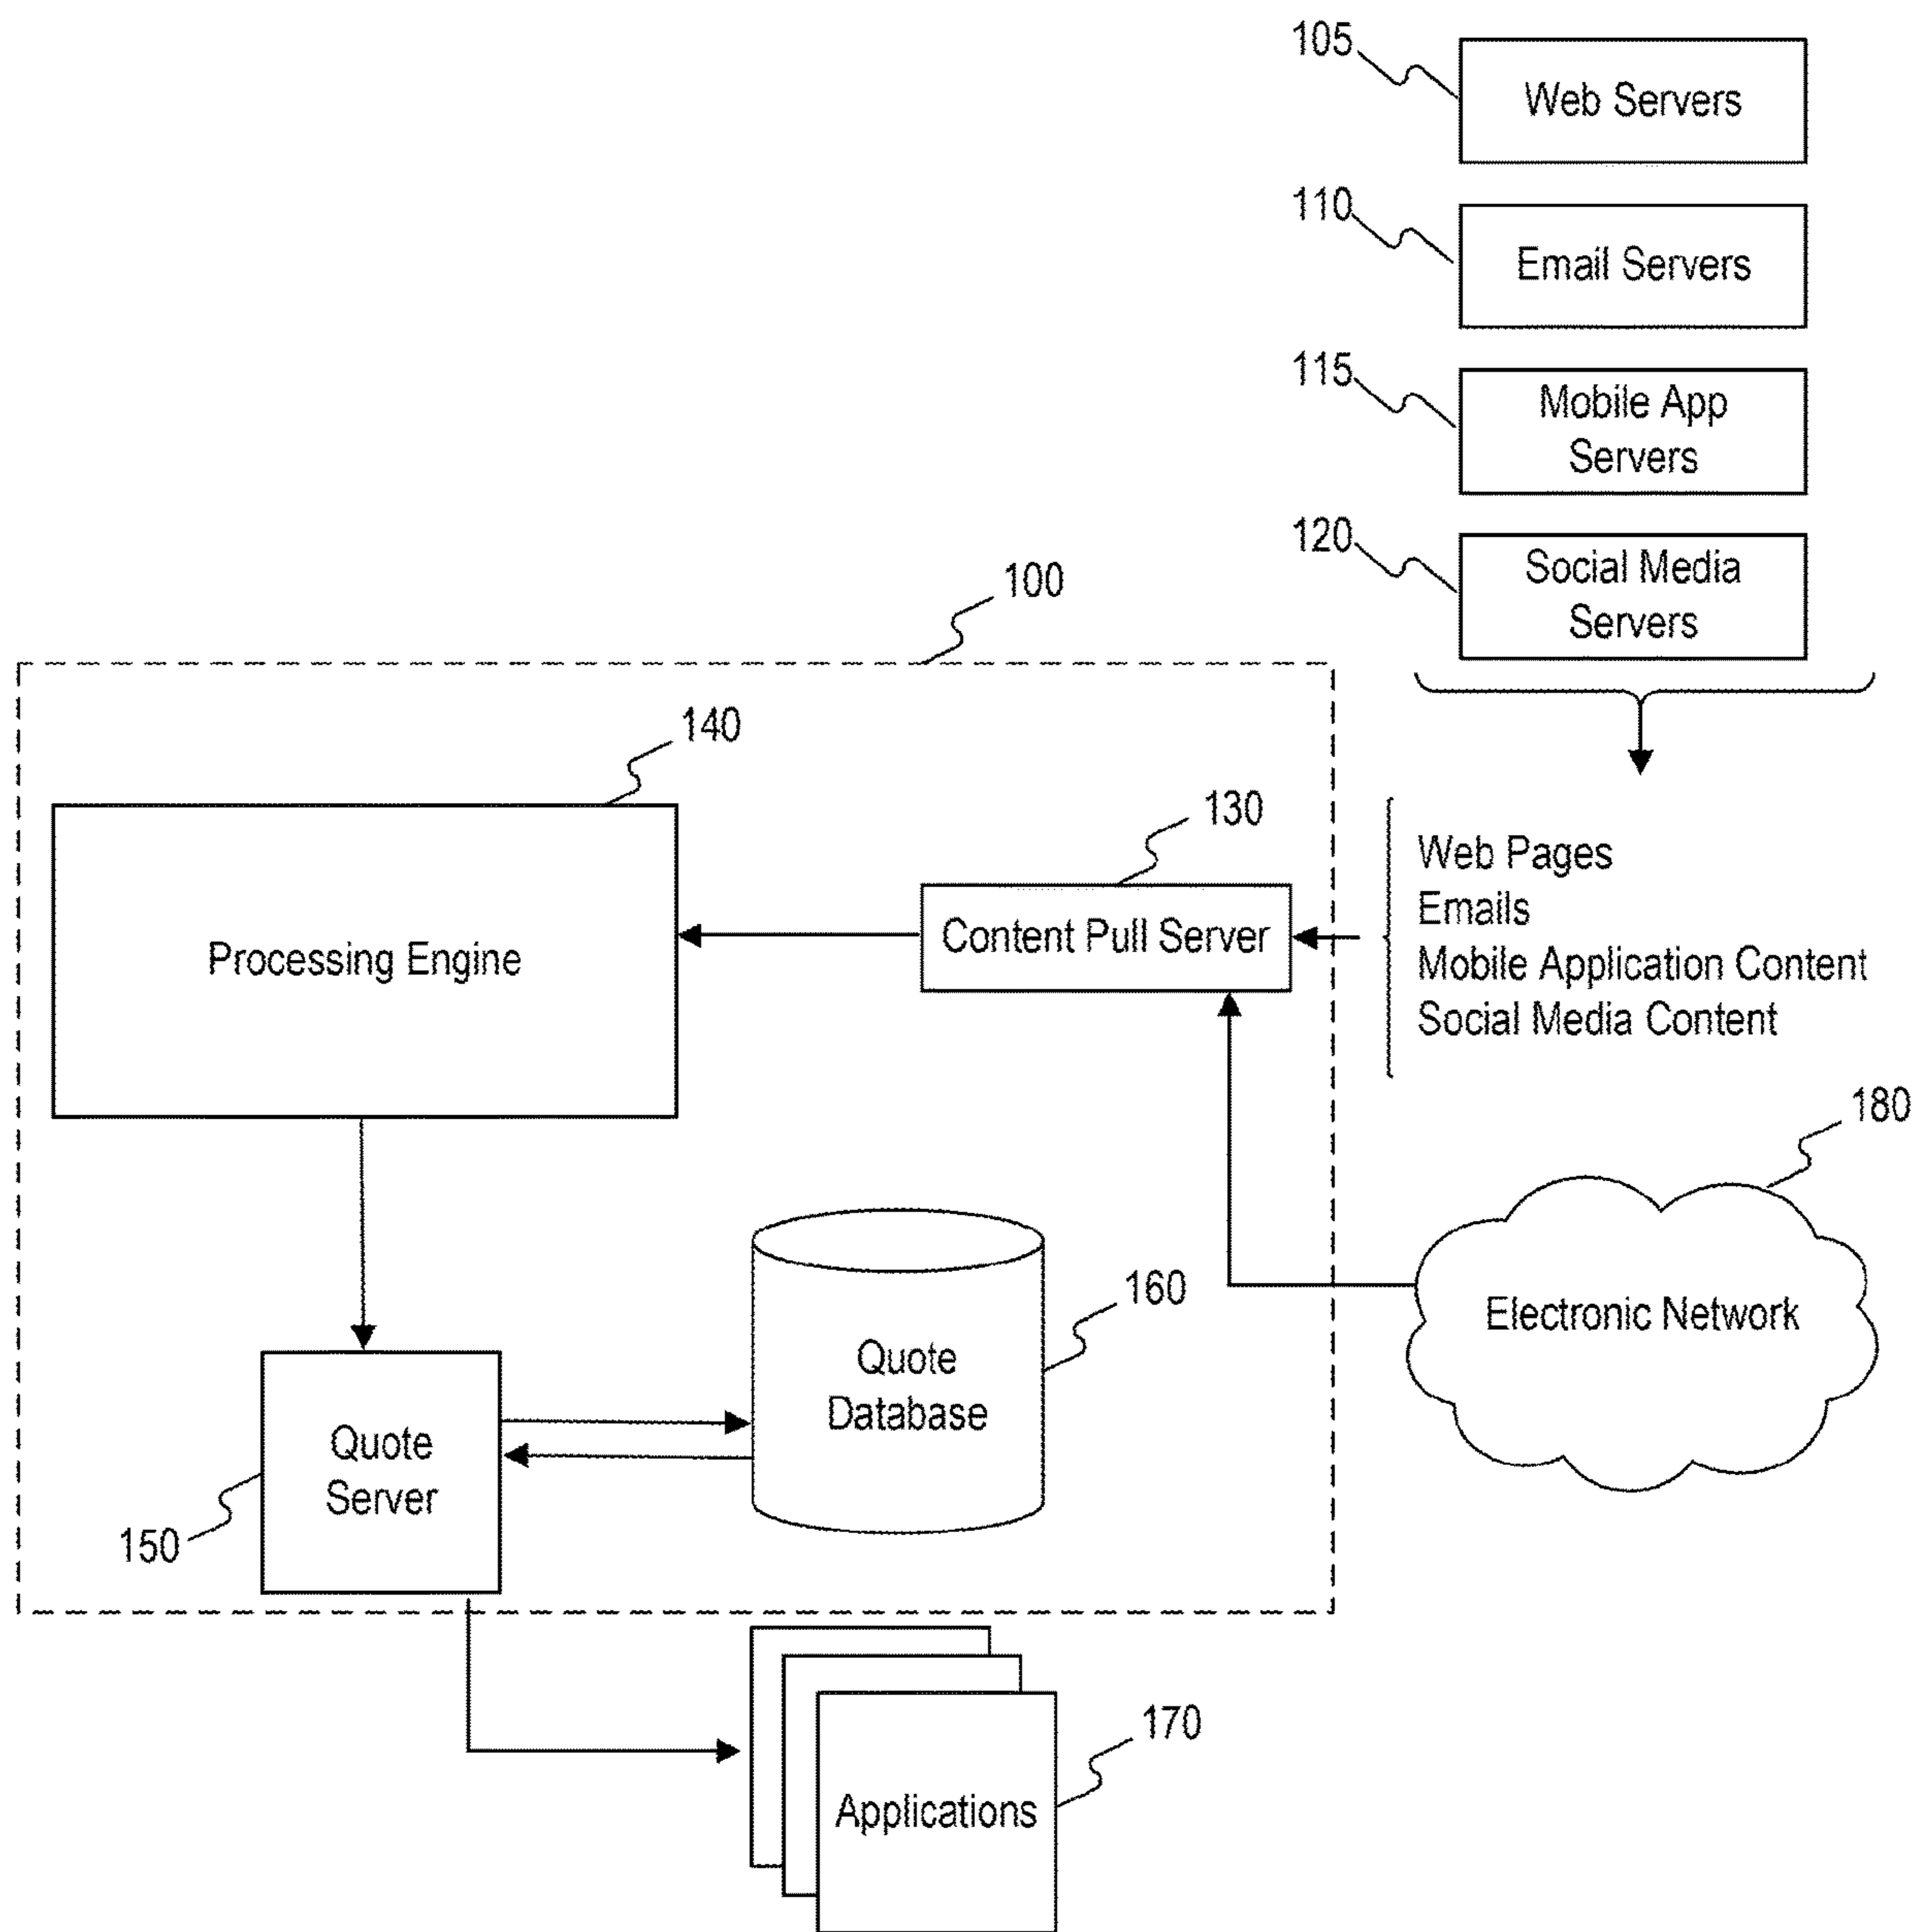 105
Web Servers
110
Email Servers
115
Mobile App
Servers
120
Social Media
Servers
100
140
130
Web Pages
Emails
Mobile Application Content
Social Media Content
Processing Engine
Content Pull Server
180
160
Electronic Network
Quote
Database
Quote
Server
150
170
Applications